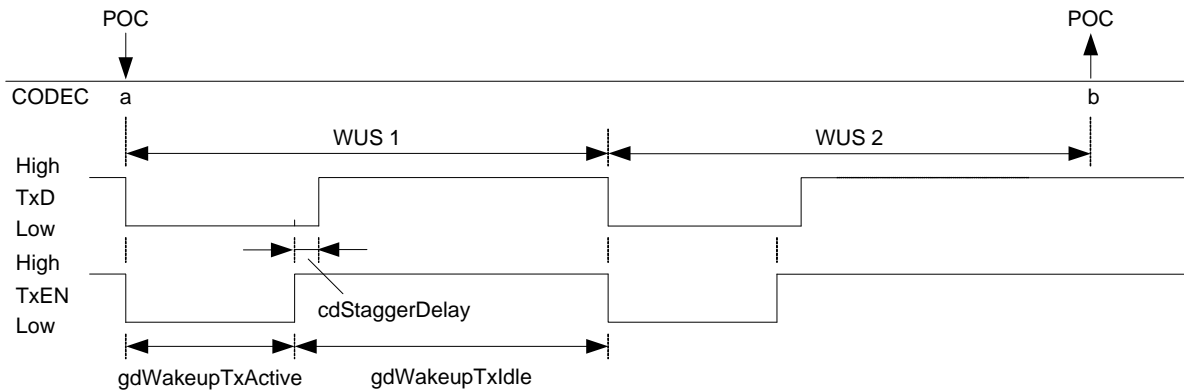 POC POC
CODEC a b
WUS 1 WUS 2
High
TxD
Low
High
TxEN
cdStaggerDelay
Low
gdWakeupTxActive gdWakeupTxIdle